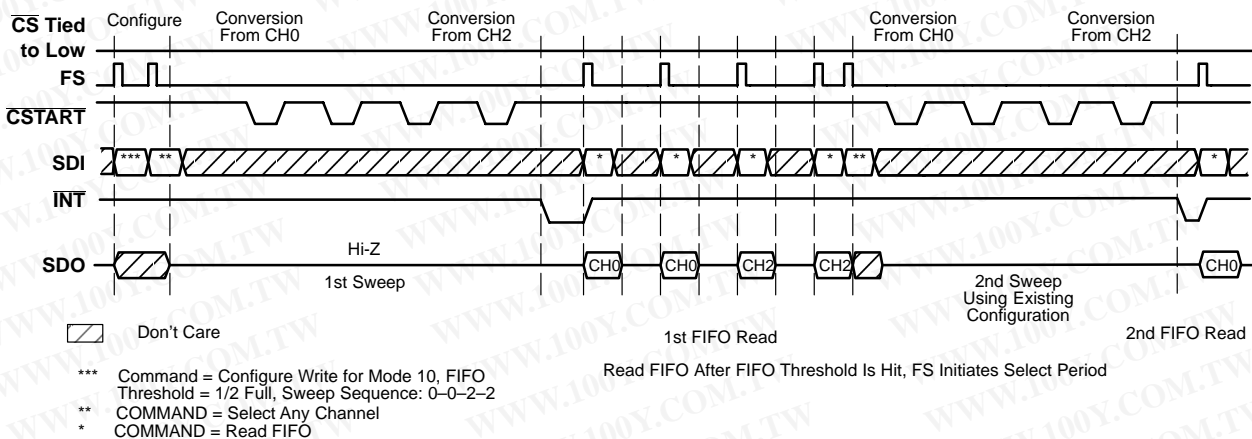 CS Tied
to Low
Configure
Conversion
From CH0
Conversion
From CH2
Conversion
From CH0
Conversion
From CH2
FS
CSTART
SDI
***
**
*
*
*
*
**
*
INT
SDO
Hi-Z
1st Sweep
CH0
CH0
CH2
CH2
2nd Sweep
Using Existing
Configuration
CH0
Don't Care
1st FIFO Read
2nd FIFO Read
Read FIFO After FIFO Threshold Is Hit, FS Initiates Select Period
*** Command = Configure Write for Mode 10, FIFO
Threshold = 1/2 Full, Sweep Sequence: 0–0–2–2
** COMMAND = Select Any Channel
* COMMAND = Read FIFO
WWW.100Y.COM.TW